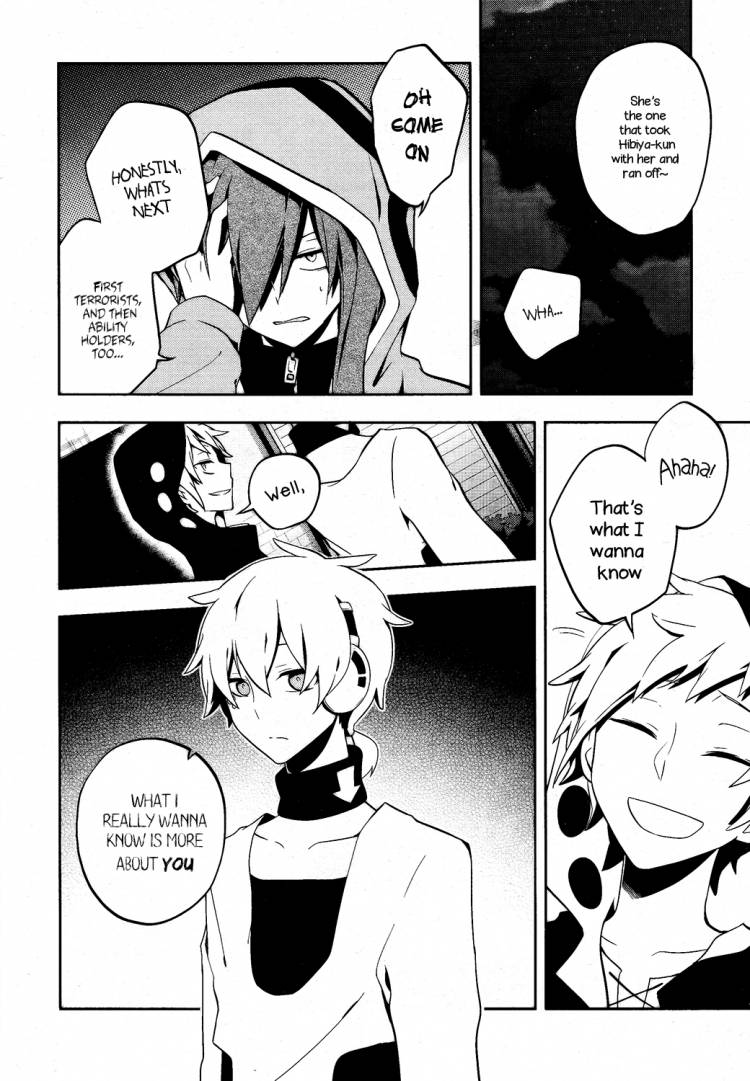 She's
the one
that took
Hibiya-kun
with her and
ran off~
WHA...
OH
COME
ON
HONESTLY,
WHATS
NEXT
FIRST
TERRORISTS,
AND THEN
ABILITY
HOLDERS,
TOO...
Ahaha!
That's
what I
wanna
know
Well,
WHAT I
REALLY WANNA
KNOW IS MORE
ABOUT YOU